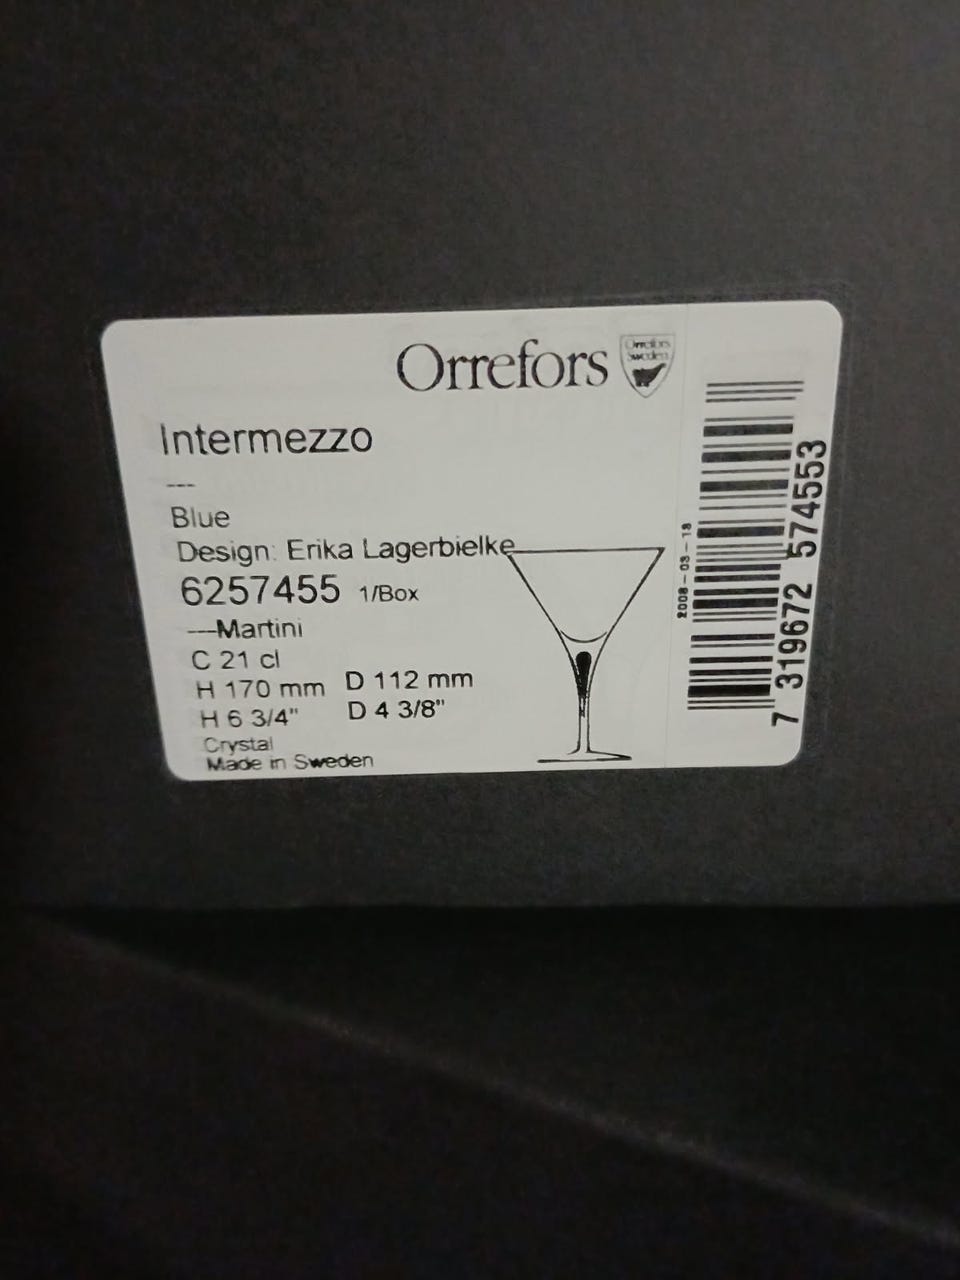 Orrefors
Orrefors
Sweden
Intermezzo
---
Blue
Design: Erika Lagerbielke
6257455 1/Box
---Martini
C 21 cl
H 170 mm D 112 mm
H 6 3/4" D 4 3/8"
Crystal
Made in Sweden
2008-03-13
7 319672 574553